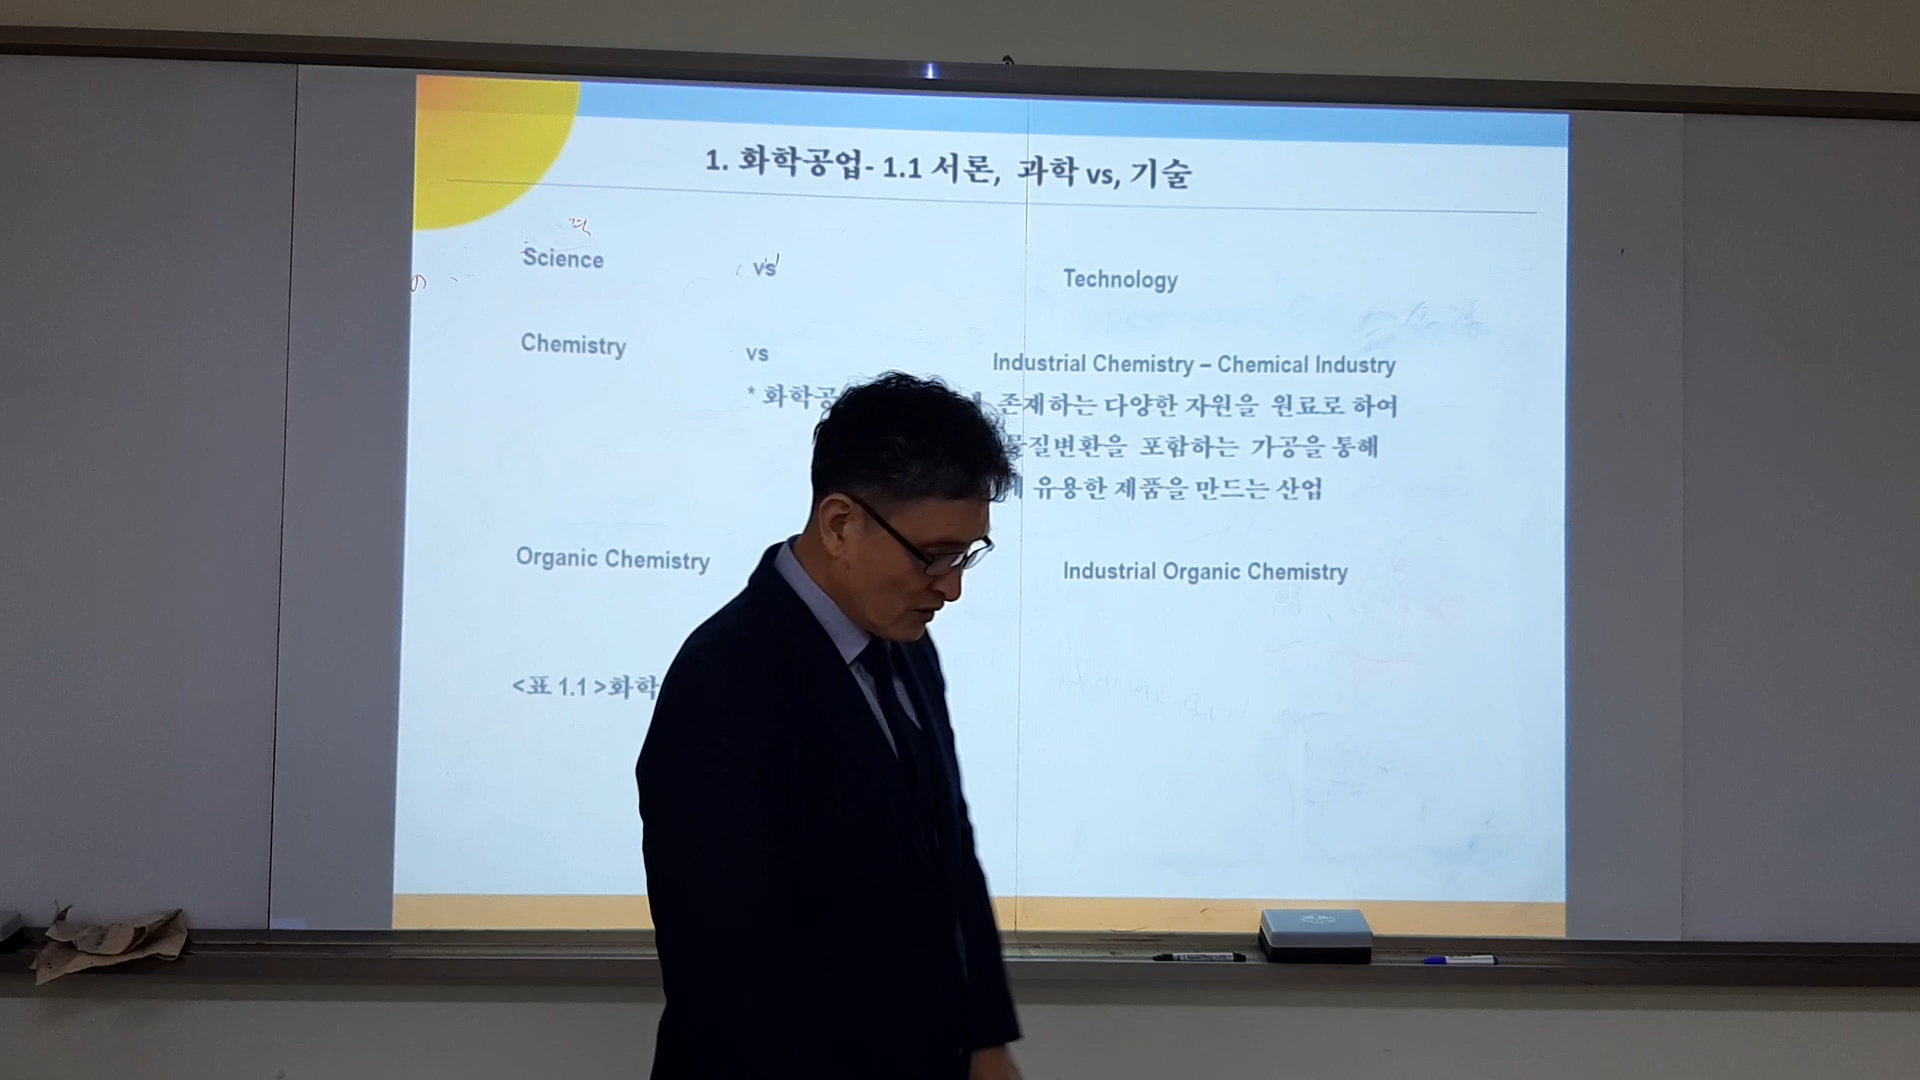 1. 화학공업- 1.1 서론, 과학 vs, 기술
Science vs Technology
Chemistry vs Industrial Chemistry – Chemical Industry
* 화학공 존재하는 다양한 자원을 원료로 하여
물질변환을 포함하는 가공을 통해
유용한 제품을 만드는 산업
Organic Chemistry Industrial Organic Chemistry
<표 1.1>화학